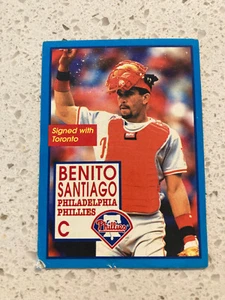 Signed with
Toronto
BENITO
SANTIAGO
PHILADELPHIA
PHILLIES
C
Phillies